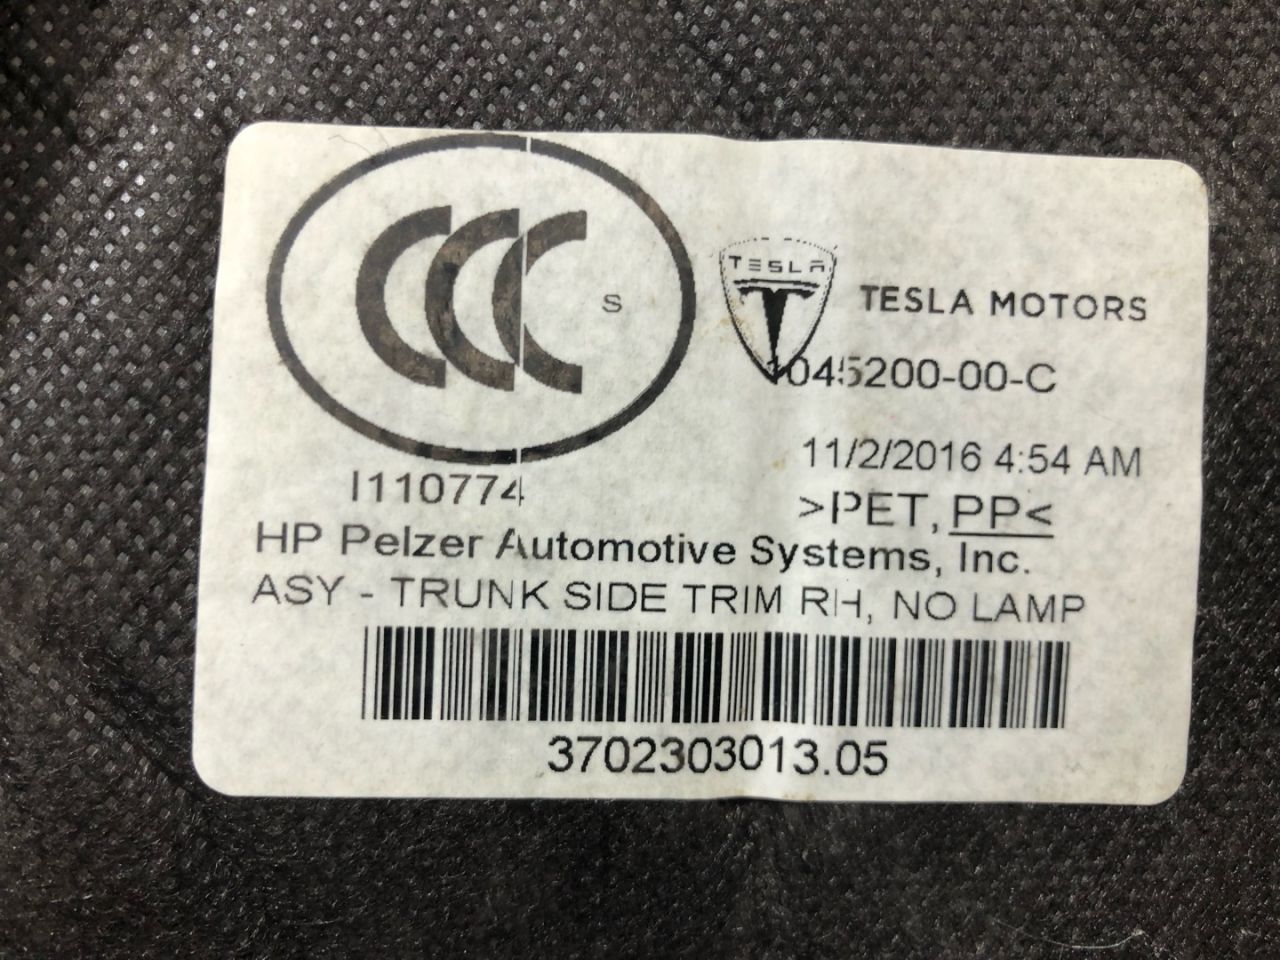 CCC
S
TESLA
TESLA MOTORS
1045200-00-C
11/2/2016 4:54 AM
>PET, PP<
I110774
HP Pelzer Automotive Systems, Inc.
ASY - TRUNK SIDE TRIM RH, NO LAMP
3702303013.05